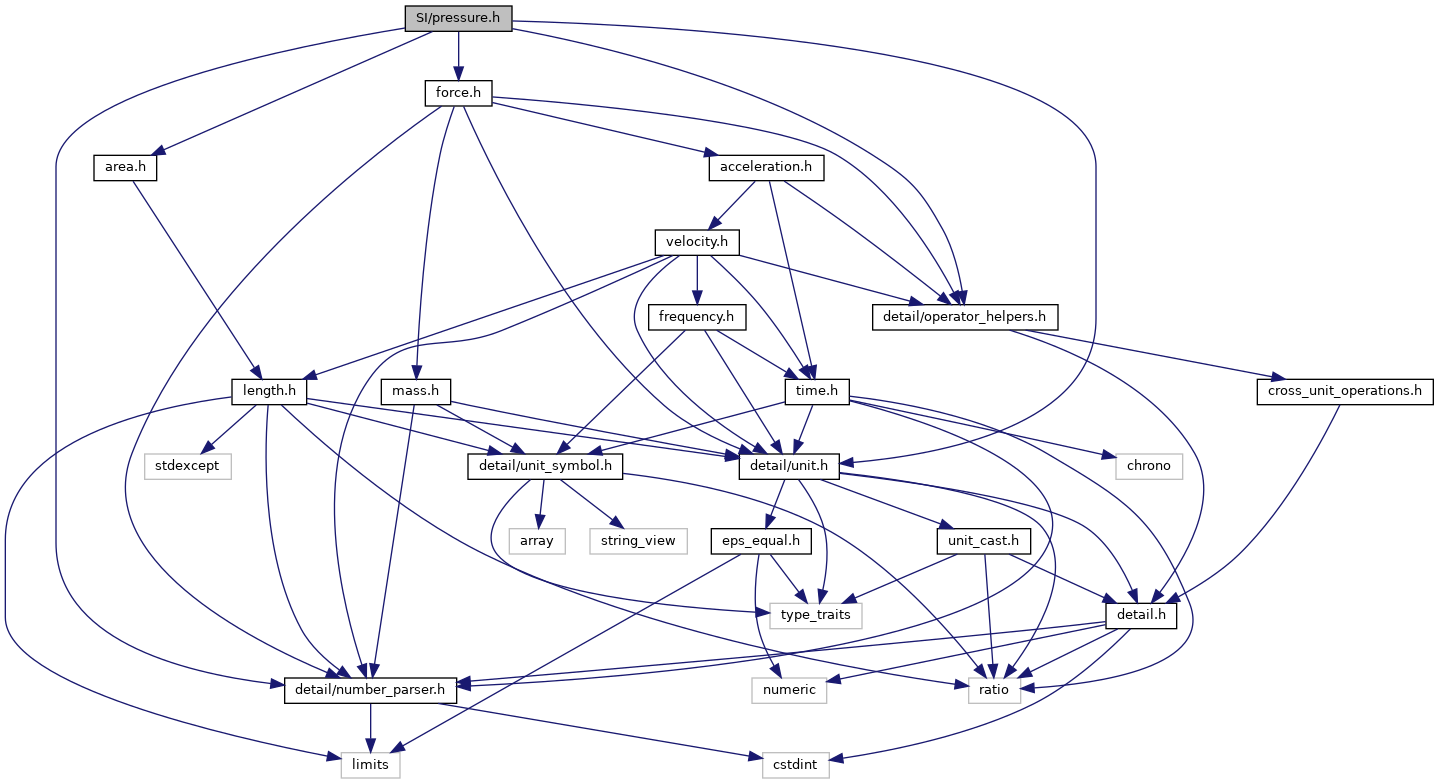 SI/pressure.h
force.h
area.h
acceleration.h
velocity.h
frequency.h
detail/operator_helpers.h
length.h
mass.h
time.h
cross_unit_operations.h
stdexcept
detail/unit_symbol.h
detail/unit.h
chrono
array
string_view
eps_equal.h
unit_cast.h
type_traits
detail.h
detail/number_parser.h
numeric
ratio
limits
cstdint